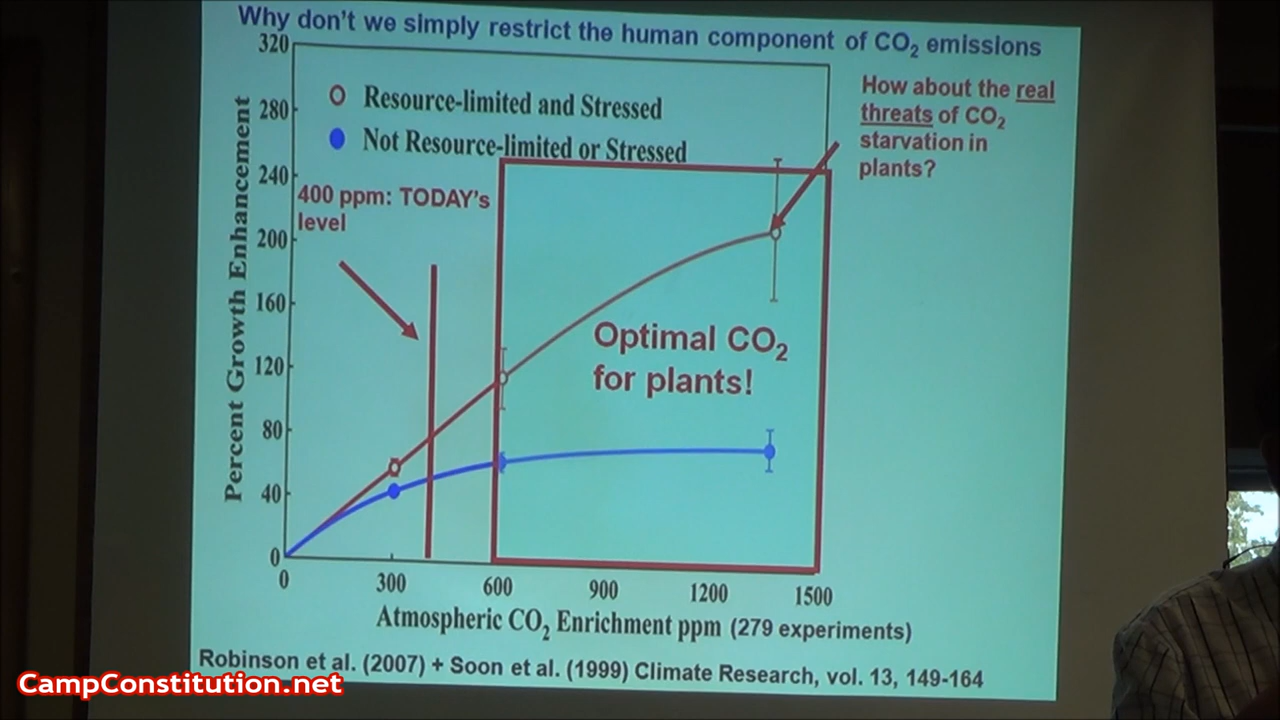 Why don't we simply restrict the human component of CO₂ emissions
320
280
240
200
160
120
80
40
0
Percent Growth Enhancement
Resource-limited and Stressed
Not Resource-limited or Stressed
400 ppm: TODAY's
level
How about the real
threats of CO₂
starvation in
plants?
Optimal CO₂
for plants!
0 300 600 900 1200 1500
Atmospheric CO₂ Enrichment ppm (279 experiments)
Robinson et al. (2007) + Soon et al. (1999) Climate Research, vol. 13, 149-164
CampConstitution.net